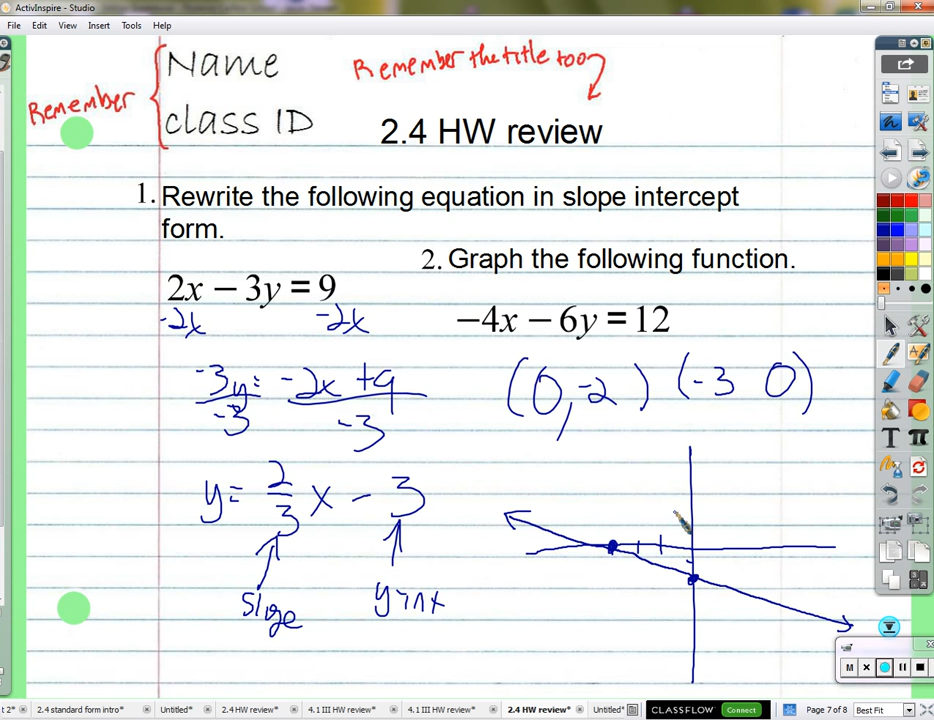 ActivInspire - Studio
File Edit View Insert Tools Help
Remember
Name
class ID
Remember the title too
2.4 HW review
1. Rewrite the following equation in slope intercept
form.
2x − 3y = 9
-2x -2x
-3y = -2x +9
-3 -3
y = 2/3 x - 3
slope y int
2. Graph the following function.
−4x − 6y = 12
(0,-2) (-3 0)
t 2* 2.4 standard form intro* Untitled* 2.4 HW review* 4.1 III HW review* 4.1 III HW review* 2.4 HW review* Untitled* CLASSFLOW Connect Page 7 of 8 Best Fit